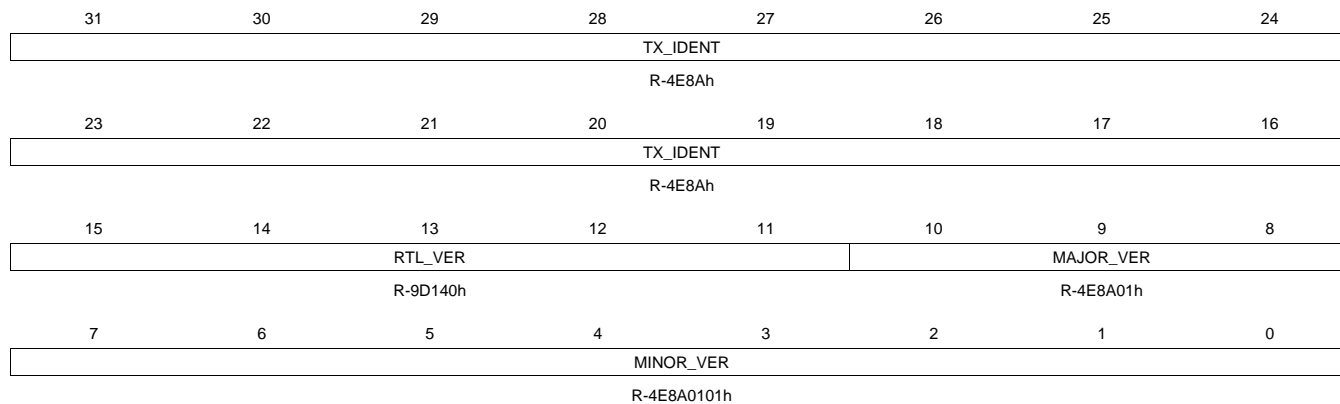 31 30 29 28 27 26 25 24
TX_IDENT
R-4E8Ah
23 22 21 20 19 18 17 16
TX_IDENT
R-4E8Ah
15 14 13 12 11 10 9 8
RTL_VER MAJOR_VER
R-9D140h R-4E8A01h
7 6 5 4 3 2 1 0
MINOR_VER
R-4E8A0101h